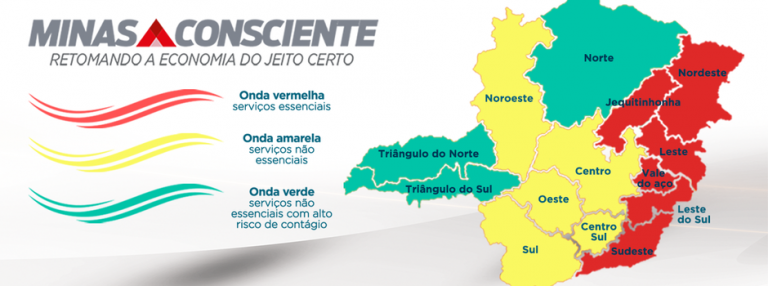 MINAS CONSCIENTE
RETOMANDO A ECONOMIA DO JEITO CERTO
Onda vermelha
serviços essenciais
Onda amarela
serviços não
essenciais
Onda verde
serviços não
essenciais com alto
risco de contágio
Norte
Nordeste
Noroeste
Jequitinhonha
Triângulo do Norte
Leste
Centro
Vale
do aço
Triângulo do Sul
Oeste
Leste
do Sul
Centro
Sul
Sul
Sudeste